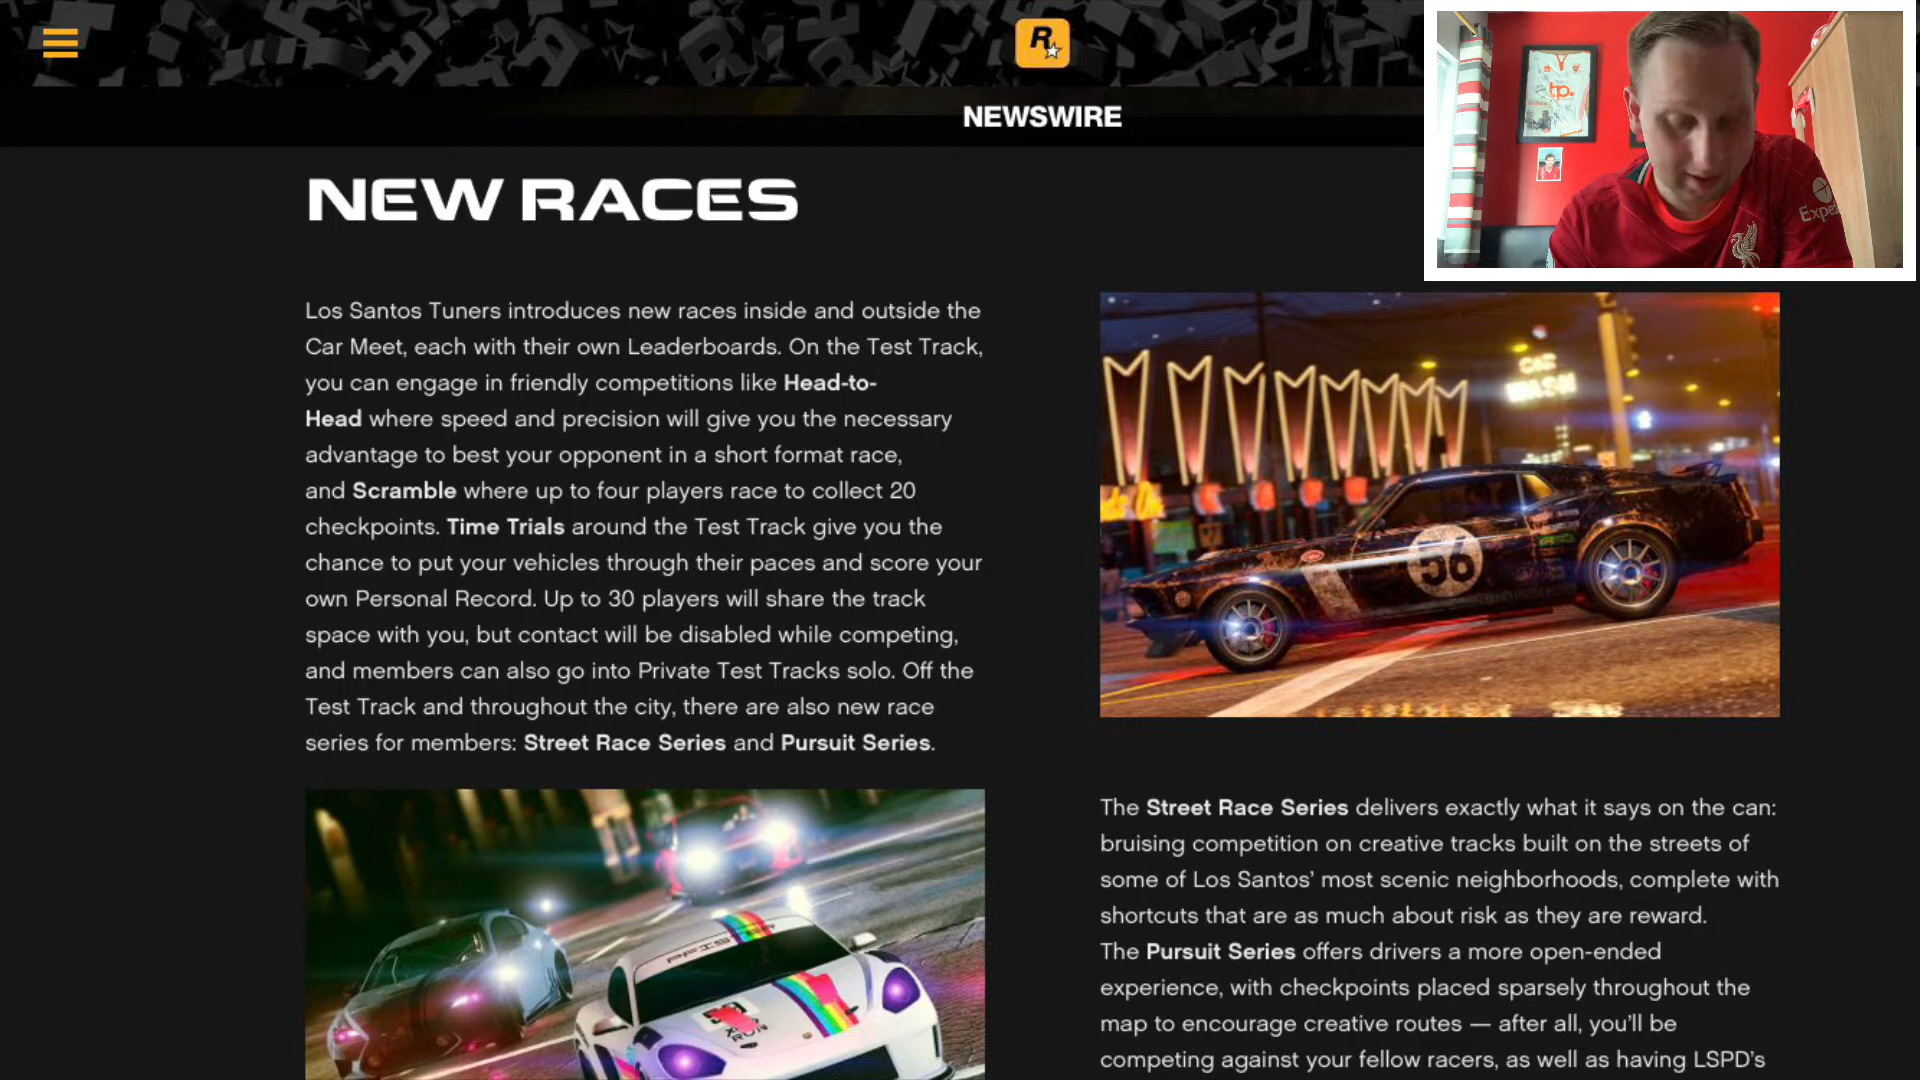 R
NEWSWIRE
NEW RACES
Los Santos Tuners introduces new races inside and outside the
Car Meet, each with their own Leaderboards. On the Test Track,
you can engage in friendly competitions like Head-to-
Head where speed and precision will give you the necessary
advantage to best your opponent in a short format race,
and Scramble where up to four players race to collect 20
checkpoints. Time Trials around the Test Track give you the
chance to put your vehicles through their paces and score your
own Personal Record. Up to 30 players will share the track
space with you, but contact will be disabled while competing,
and members can also go into Private Test Tracks solo. Off the
Test Track and throughout the city, there are also new race
series for members: Street Race Series and Pursuit Series.
PFISTER
tp.
Expe
CAR
WASH
56
The Street Race Series delivers exactly what it says on the can:
bruising competition on creative tracks built on the streets of
some of Los Santos’ most scenic neighborhoods, complete with
shortcuts that are as much about risk as they are reward.
The Pursuit Series offers drivers a more open-ended
experience, with checkpoints placed sparsely throughout the
map to encourage creative routes — after all, you’ll be
competing against your fellow racers, as well as having LSPD’s